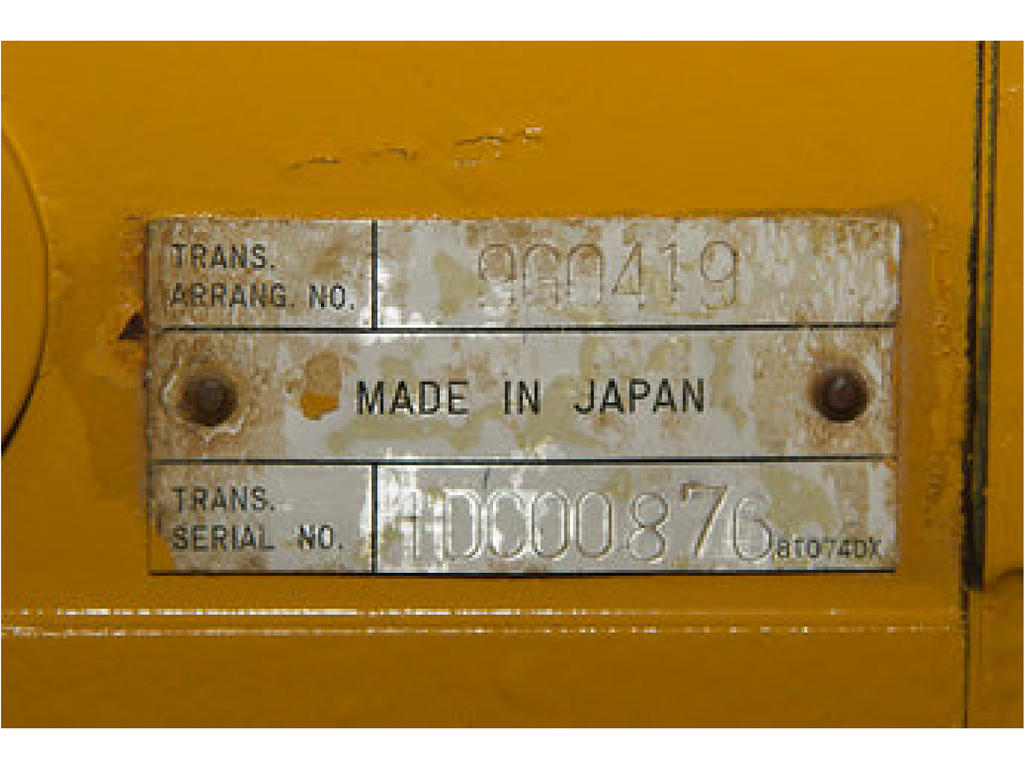 TRANS.
ARRANG. NO.
9G0419
MADE IN JAPAN
TRANS.
SERIAL NO.
1DC00876
8T0740X